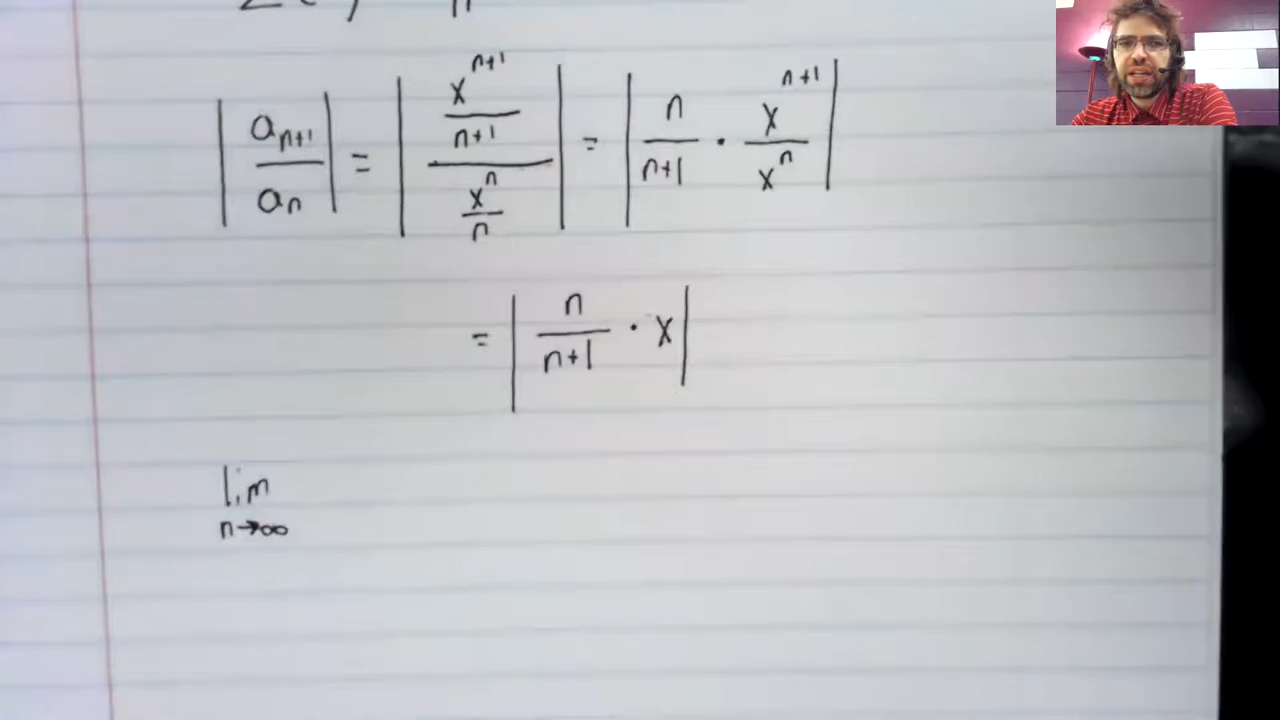 | a_{n+1} / a_n | = | (x^{n+1} / n+1) / (x^n / n) | = | n / n+1 · x^{n+1} / x^n |
= | n / n+1 · x |
lim n→∞